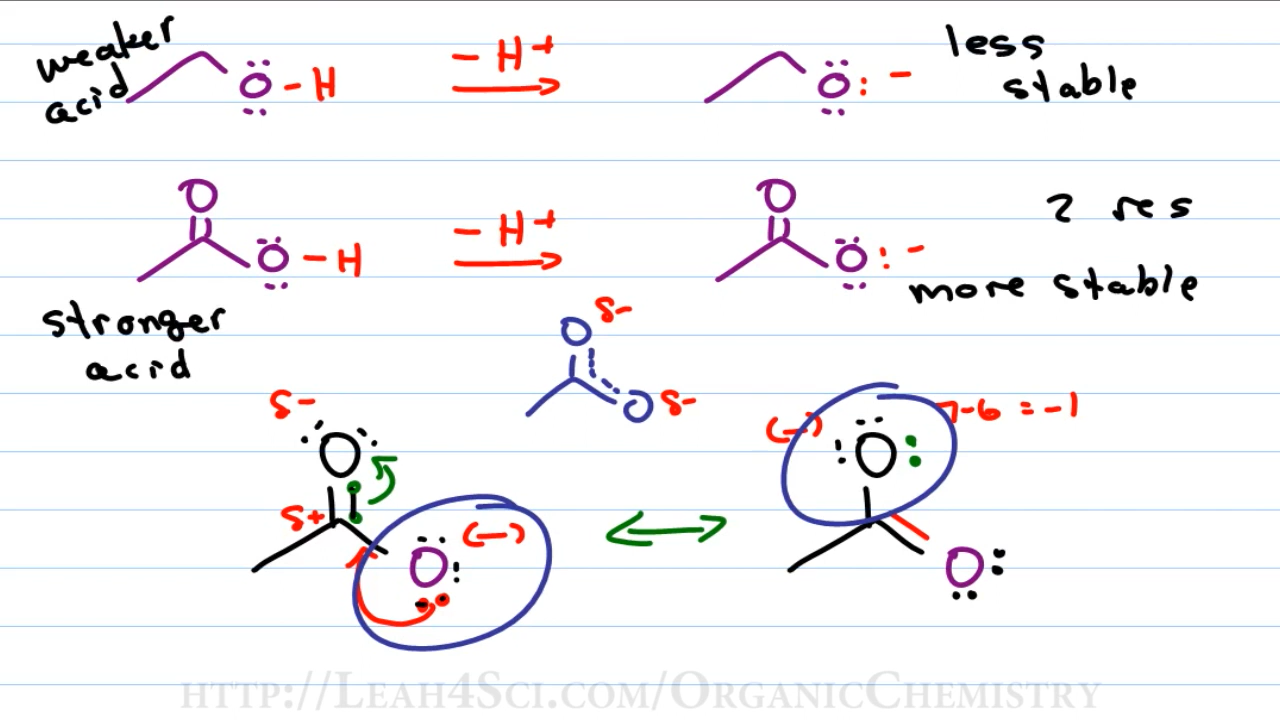 weaker
acid
Ö - H
- H+
O: -
less
stable
O
O - H
- H+
O
O: -
2 res
more stable
stronger
acid
O δ-
O δ-
δ-
O
δ+
O (-)
(-)
O
7-6 = -1
O
http://Leah4Sci.com/OrganicChemistry